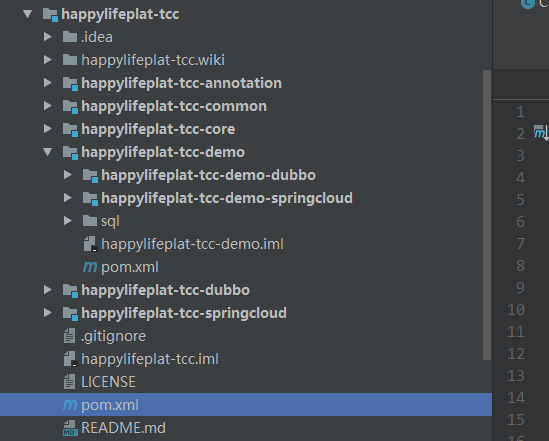 happylifeplat-tcc
.idea
happylifeplat-tcc.wiki
happylifeplat-tcc-annotation
happylifeplat-tcc-common
happylifeplat-tcc-core
happylifeplat-tcc-demo
happylifeplat-tcc-demo-dubbo
happylifeplat-tcc-demo-springcloud
sql
happylifeplat-tcc-demo.iml
pom.xml
happylifeplat-tcc-dubbo
happylifeplat-tcc-springcloud
.gitignore
happylifeplat-tcc.iml
LICENSE
pom.xml
README.md
C
1
2
3
4
5
6
7
8
9
10
11
12
13
14
15